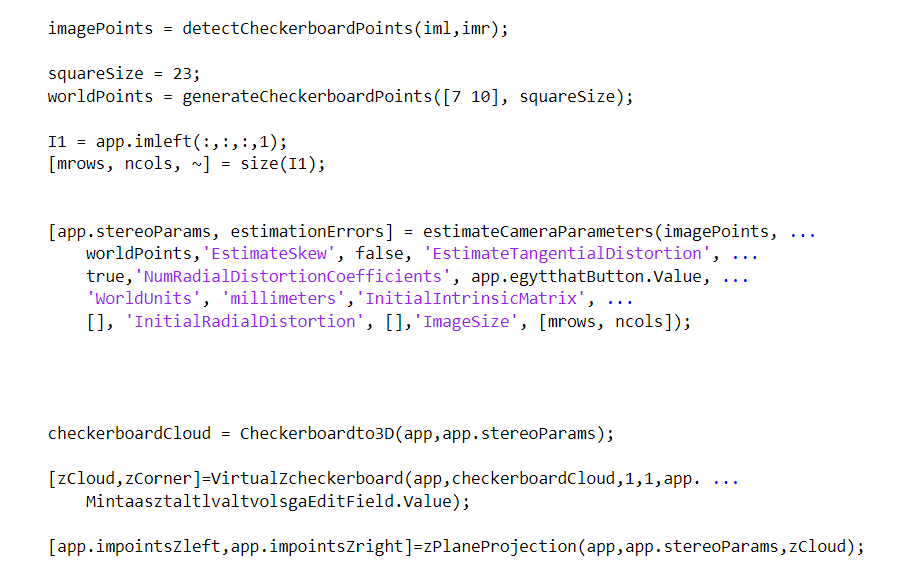 imagePoints = detectCheckerboardPoints(iml,imr);
squareSize = 23;
worldPoints = generateCheckerboardPoints([7 10], squareSize);
I1 = app.imleft(:,:,:,1);
[mrows, ncols, ~] = size(I1);
[app.stereoParams, estimationErrors] = estimateCameraParameters(imagePoints, ...
worldPoints,'EstimateSkew', false, 'EstimateTangentialDistortion', ...
true,'NumRadialDistortionCoefficients', app.egytthatButton.Value, ...
'WorldUnits', 'millimeters','InitialIntrinsicMatrix', ...
[], 'InitialRadialDistortion', [],'ImageSize', [mrows, ncols]);
checkerboardCloud = Checkerboardto3D(app,app.stereoParams);
[zCloud,zCorner]=VirtualZcheckerboard(app,checkerboardCloud,1,1,app. ...
MintaasztaltlvaltvolsgaEditField.Value);
[app.impointsZleft,app.impointsZright]=zPlaneProjection(app,app.stereoParams,zCloud);